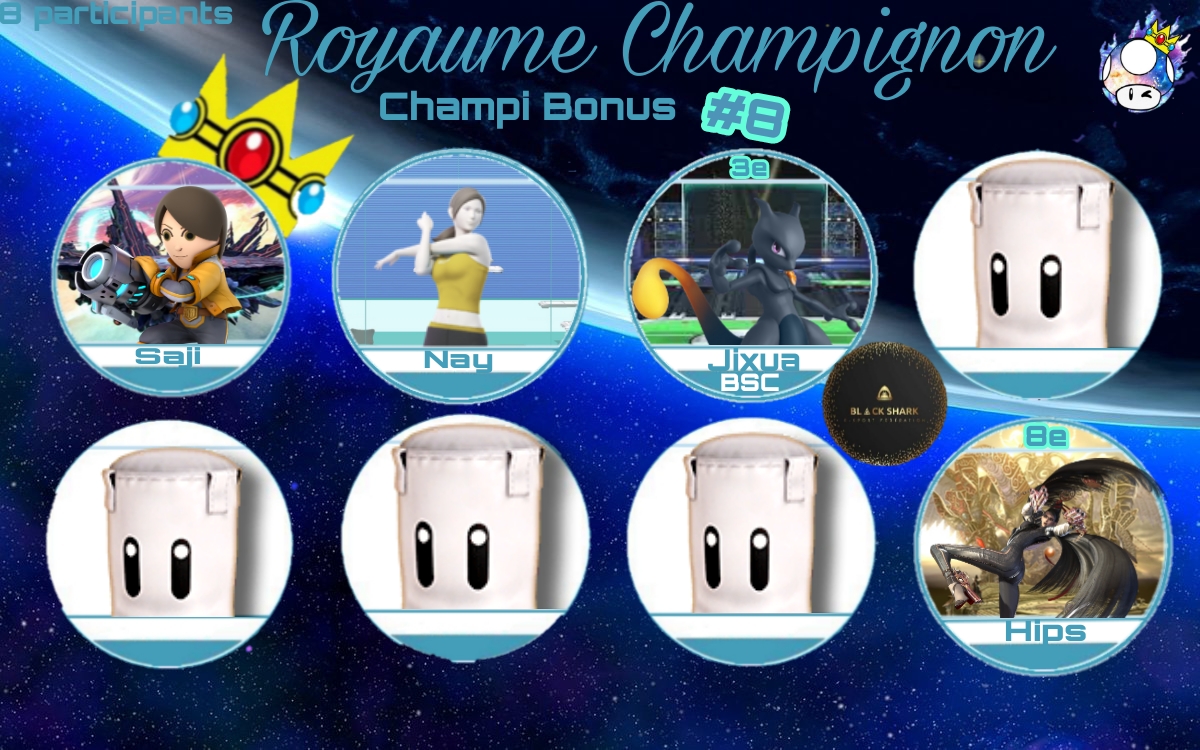 8 participants
Royaume Champignon
Champi Bonus #8
3e
Saji
Nay
Jixua
BSC
BLACK SHARK
8e
Hips